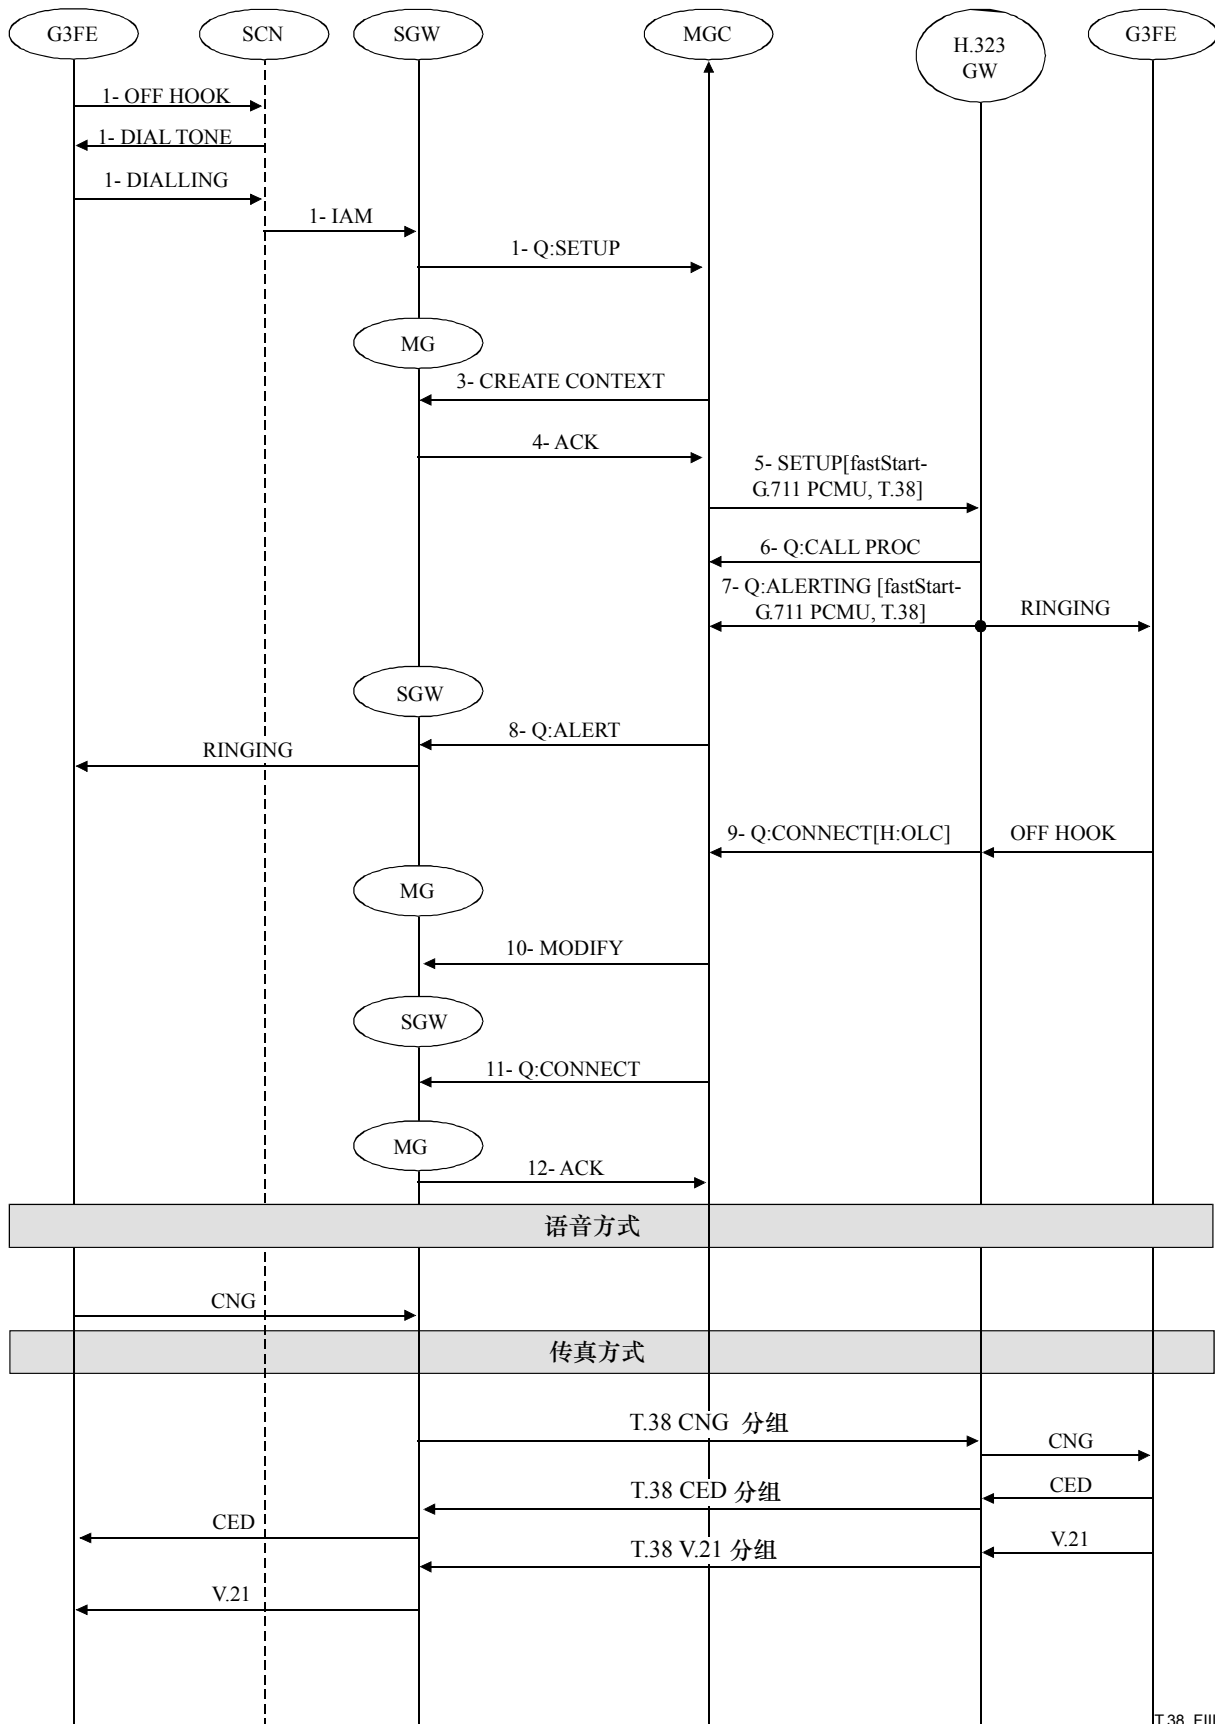 G3FE
SCN
SGW
MGC
H.323
GW
G3FE
1- OFF HOOK
1- DIAL TONE
1- DIALLING
1- IAM
1- Q:SETUP
MG
3- CREATE CONTEXT
4- ACK
5- SETUP[fastStart-
G.711 PCMU, T.38]
6- Q:CALL PROC
7- Q:ALERTING [fastStart-
G.711 PCMU, T.38]
RINGING
SGW
8- Q:ALERT
RINGING
9- Q:CONNECT[H:OLC]
OFF HOOK
MG
10- MODIFY
SGW
11- Q:CONNECT
MG
12- ACK
语音方式
CNG
传真方式
T.38 CNG 分组
CNG
T.38 CED 分组
CED
CED
T.38 V.21 分组
V.21
V.21